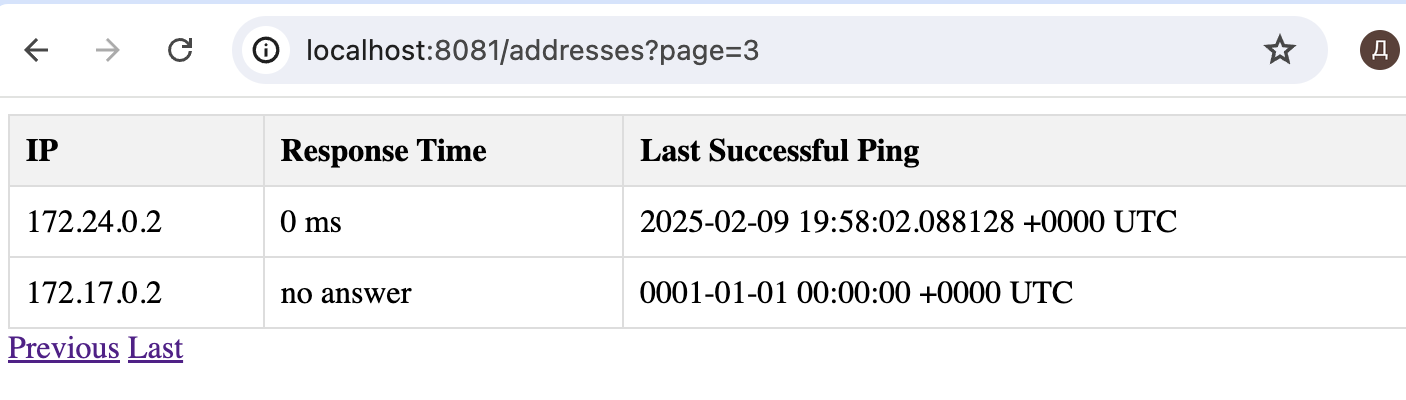 localhost:8081/addresses?page=3
Д
IP Response Time Last Successful Ping
172.24.0.2 0 ms 2025-02-09 19:58:02.088128 +0000 UTC
172.17.0.2 no answer 0001-01-01 00:00:00 +0000 UTC
Previous Last